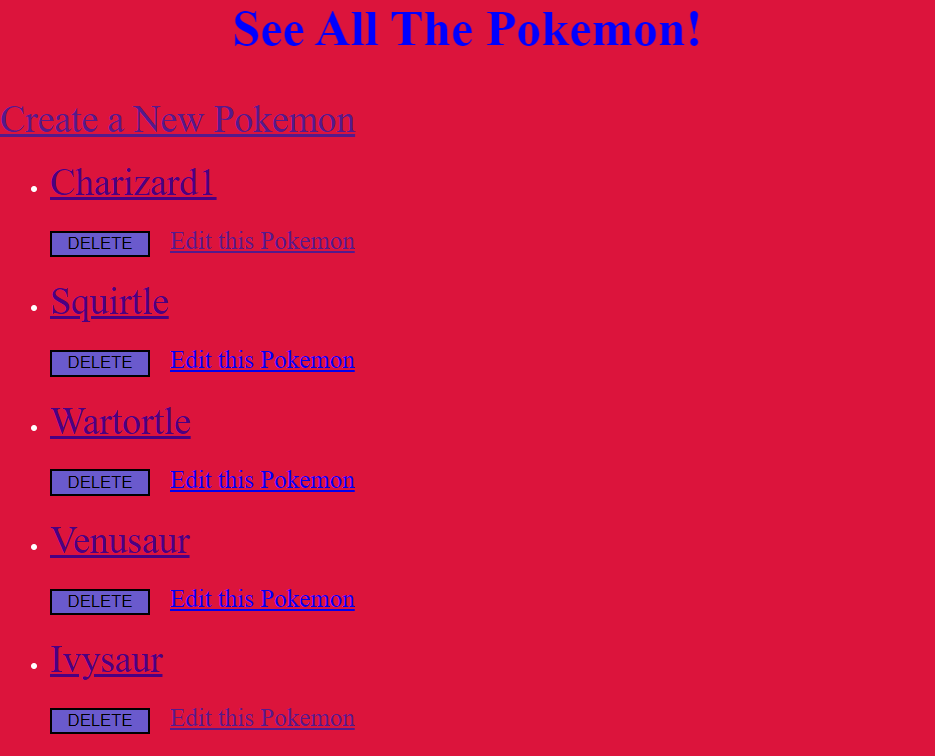 See All The Pokemon!
Create a New Pokemon
Charizard1
DELETE Edit this Pokemon
Squirtle
DELETE Edit this Pokemon
Wartortle
DELETE Edit this Pokemon
Venusaur
DELETE Edit this Pokemon
Ivysaur
DELETE Edit this Pokemon